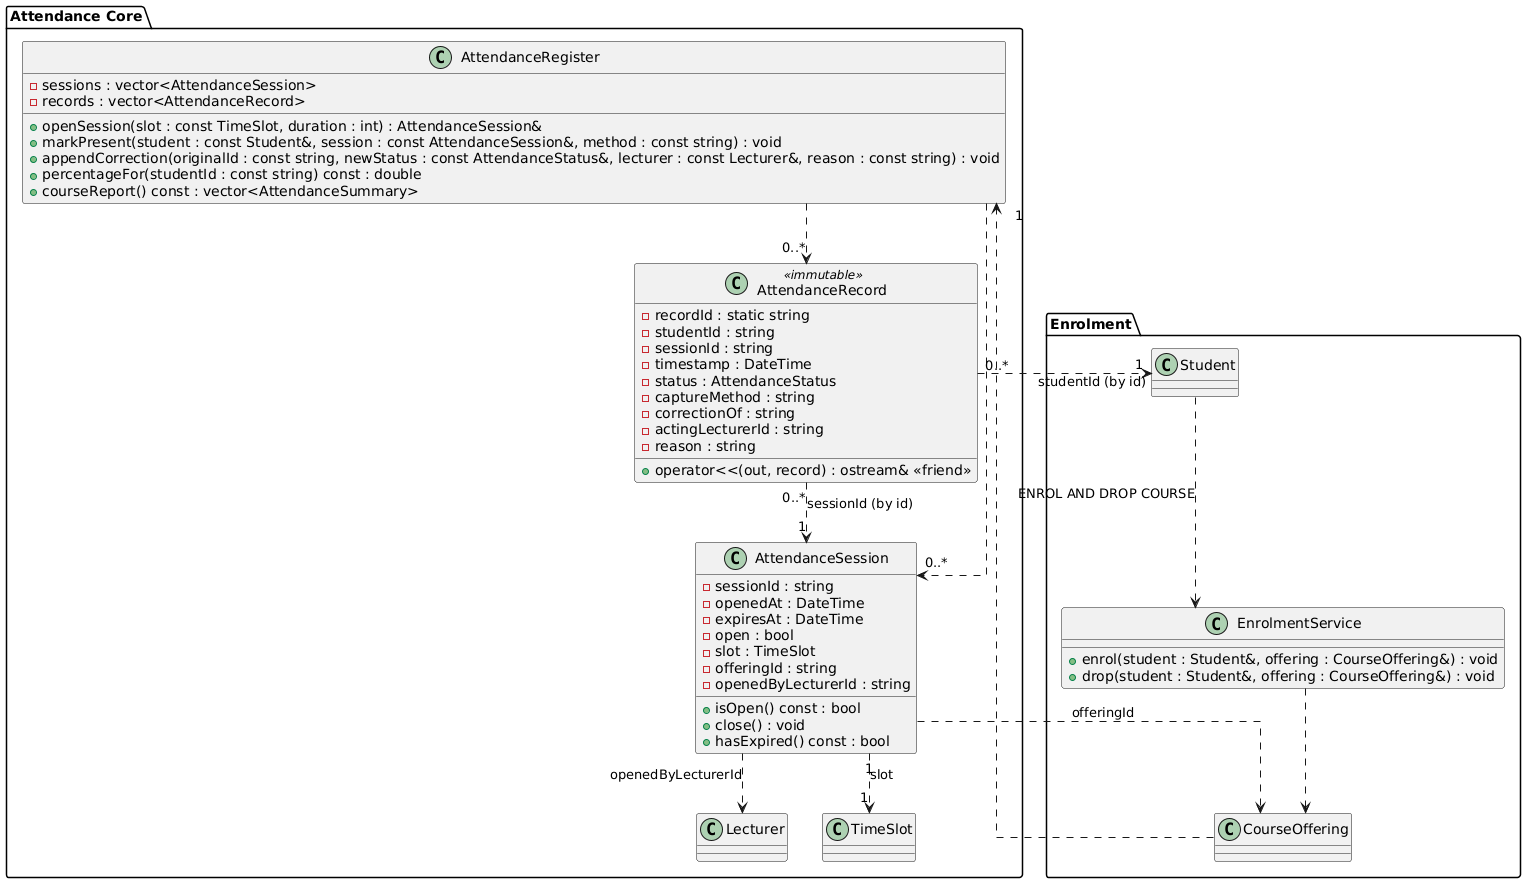 Attendance Core
C AttendanceRegister
sessions : vector<AttendanceSession>
records : vector<AttendanceRecord>
openSession(slot : const TimeSlot, duration : int) : AttendanceSession&
markPresent(student : const Student&, session : const AttendanceSession&, method : const string) : void
appendCorrection(originalId : const string, newStatus : const AttendanceStatus&, lecturer : const Lecturer&, reason : const string) : void
percentageFor(studentId : const string) const : double
courseReport() const : vector<AttendanceSummary>
1
0..*
«immutable»
C AttendanceRecord
recordId : static string
studentId : string
sessionId : string
timestamp : DateTime
status : AttendanceStatus
captureMethod : string
correctionOf : string
actingLecturerId : string
reason : string
operator<<(out, record) : ostream& «friend»
0..*
1
studentId (by id)
Enrolment
C Student
ENROL AND DROP COURSE
0..*
sessionId (by id)
1
0..*
C AttendanceSession
sessionId : string
openedAt : DateTime
expiresAt : DateTime
open : bool
slot : TimeSlot
offeringId : string
openedByLecturerId : string
isOpen() const : bool
close() : void
hasExpired() const : bool
C EnrolmentService
enrol(student : Student&, offering : CourseOffering&) : void
drop(student : Student&, offering : CourseOffering&) : void
offeringId
openedByLecturerId
1
slot
1
C Lecturer
C TimeSlot
C CourseOffering